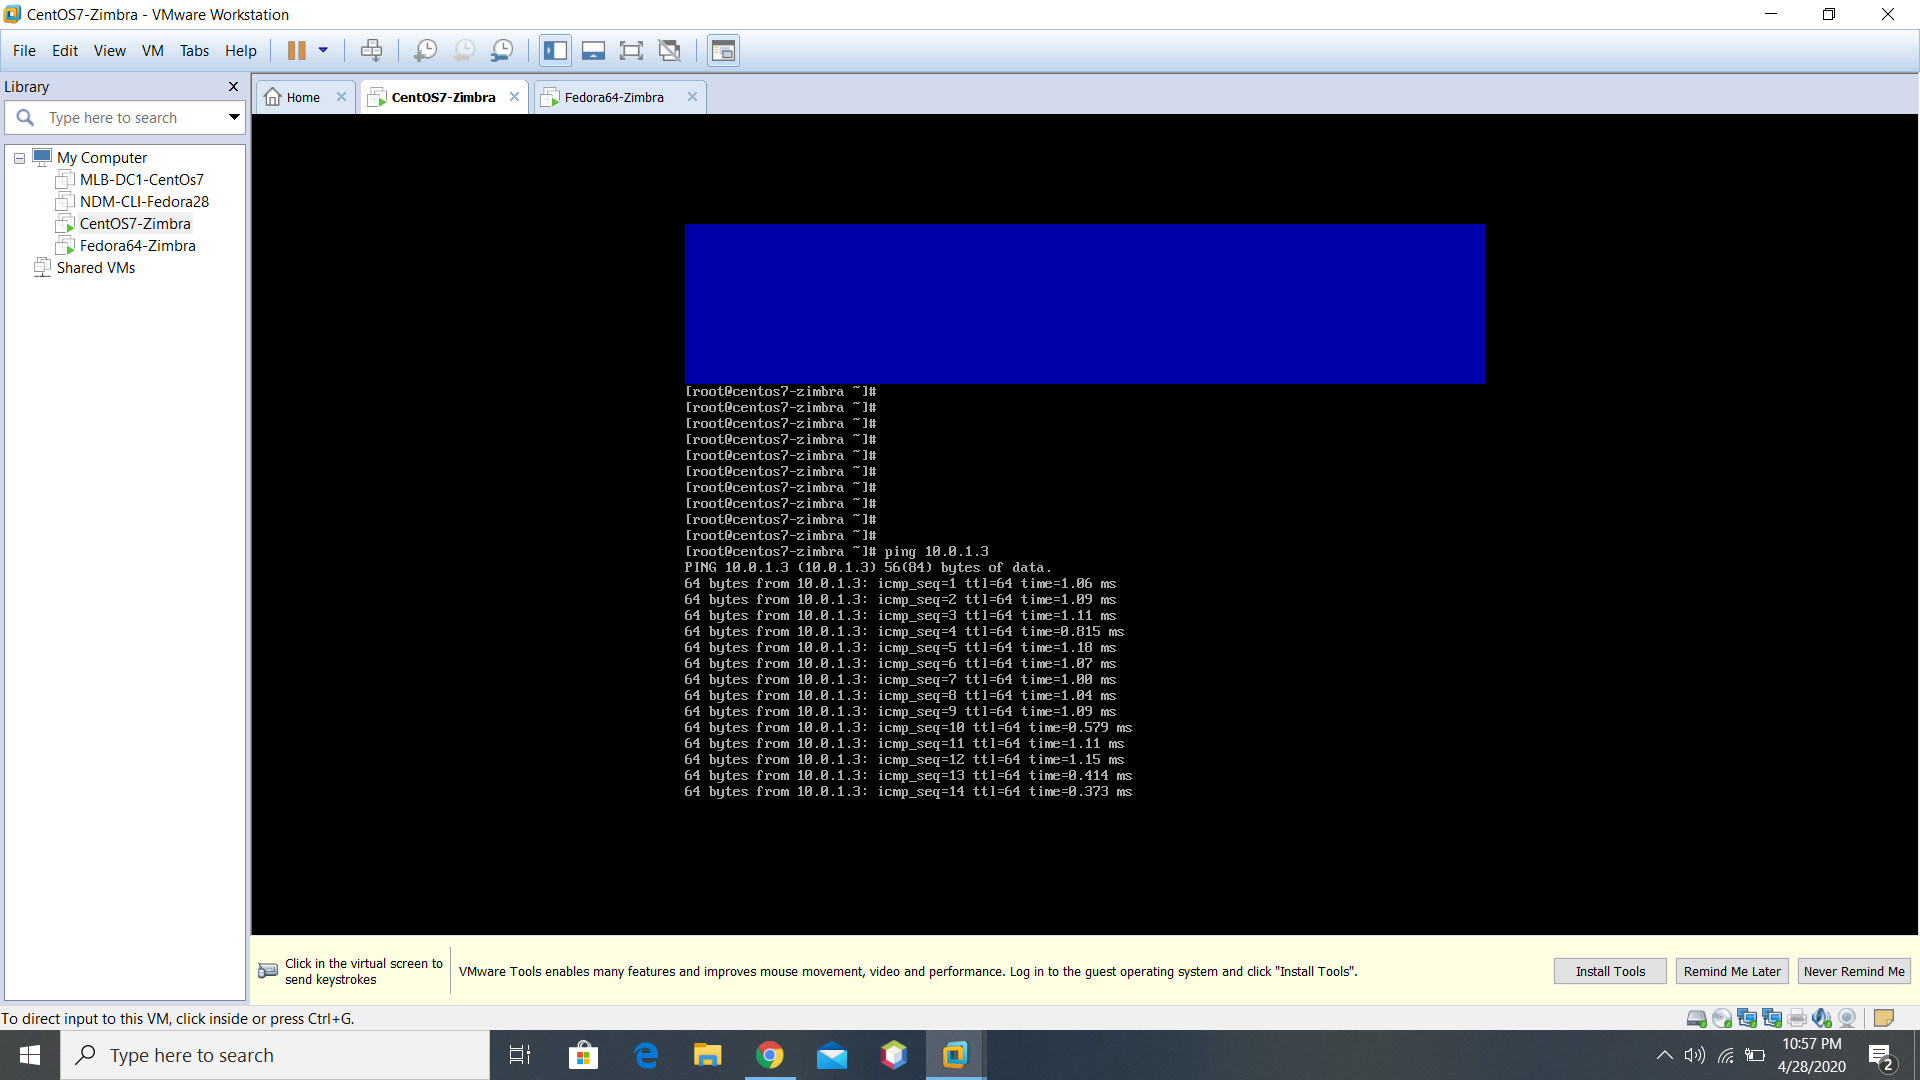 CentOS7-Zimbra - VMware Workstation
File Edit View VM Tabs Help
Library
Home CentOS7-Zimbra Fedora64-Zimbra
Type here to search
My Computer
MLB-DC1-CentOs7
NDM-CLI-Fedora28
CentOS7-Zimbra
Fedora64-Zimbra
Shared VMs
[root@centos7-zimbra ~]#
[root@centos7-zimbra ~]#
[root@centos7-zimbra ~]#
[root@centos7-zimbra ~]#
[root@centos7-zimbra ~]#
[root@centos7-zimbra ~]#
[root@centos7-zimbra ~]#
[root@centos7-zimbra ~]#
[root@centos7-zimbra ~]#
[root@centos7-zimbra ~]#
[root@centos7-zimbra ~]# ping 10.0.1.3
PING 10.0.1.3 (10.0.1.3) 56(84) bytes of data.
64 bytes from 10.0.1.3: icmp_seq=1 ttl=64 time=1.06 ms
64 bytes from 10.0.1.3: icmp_seq=2 ttl=64 time=1.09 ms
64 bytes from 10.0.1.3: icmp_seq=3 ttl=64 time=1.11 ms
64 bytes from 10.0.1.3: icmp_seq=4 ttl=64 time=0.815 ms
64 bytes from 10.0.1.3: icmp_seq=5 ttl=64 time=1.18 ms
64 bytes from 10.0.1.3: icmp_seq=6 ttl=64 time=1.07 ms
64 bytes from 10.0.1.3: icmp_seq=7 ttl=64 time=1.00 ms
64 bytes from 10.0.1.3: icmp_seq=8 ttl=64 time=1.04 ms
64 bytes from 10.0.1.3: icmp_seq=9 ttl=64 time=1.09 ms
64 bytes from 10.0.1.3: icmp_seq=10 ttl=64 time=0.579 ms
64 bytes from 10.0.1.3: icmp_seq=11 ttl=64 time=1.11 ms
64 bytes from 10.0.1.3: icmp_seq=12 ttl=64 time=1.15 ms
64 bytes from 10.0.1.3: icmp_seq=13 ttl=64 time=0.414 ms
64 bytes from 10.0.1.3: icmp_seq=14 ttl=64 time=0.373 ms
Click in the virtual screen to
send keystrokes
VMware Tools enables many features and improves mouse movement, video and performance. Log in to the guest operating system and click "Install Tools".
Install Tools Remind Me Later Never Remind Me
To direct input to this VM, click inside or press Ctrl+G.
Type here to search
10:57 PM
4/28/2020
2